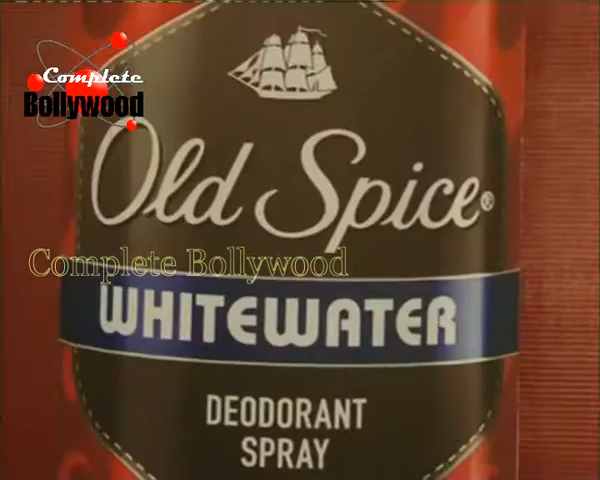 Complete
Bollywood
Old Spice®
Complete Bollywood
WHITEWATER
DEODORANT
SPRAY